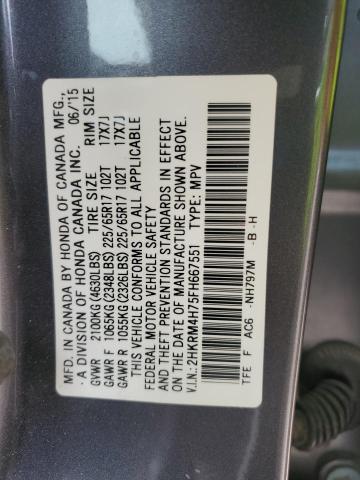 MFD. IN CANADA BY HONDA OF CANADA MFG.,
A DIVISION OF HONDA CANADA INC. 06/15
GVWR 2100KG(4630LBS) TIRE SIZE RIM SIZE
GAWR F 1065KG(2348LBS) 225/65R17 102T 17X7J
GAWR R 1055KG(2326LBS) 225/65R17 102T 17X7J
THIS VEHICLE CONFORMS TO ALL APPLICABLE
FEDERAL MOTOR VEHICLE SAFETY
AND THEFT PREVENTION STANDARDS IN EFFECT
ON THE DATE OF MANUFACTURE SHOWN ABOVE.
V.I.N.: 2HKRM4H75FH667551 TYPE: MPV
TFE F AC6 -NH797M -B -H